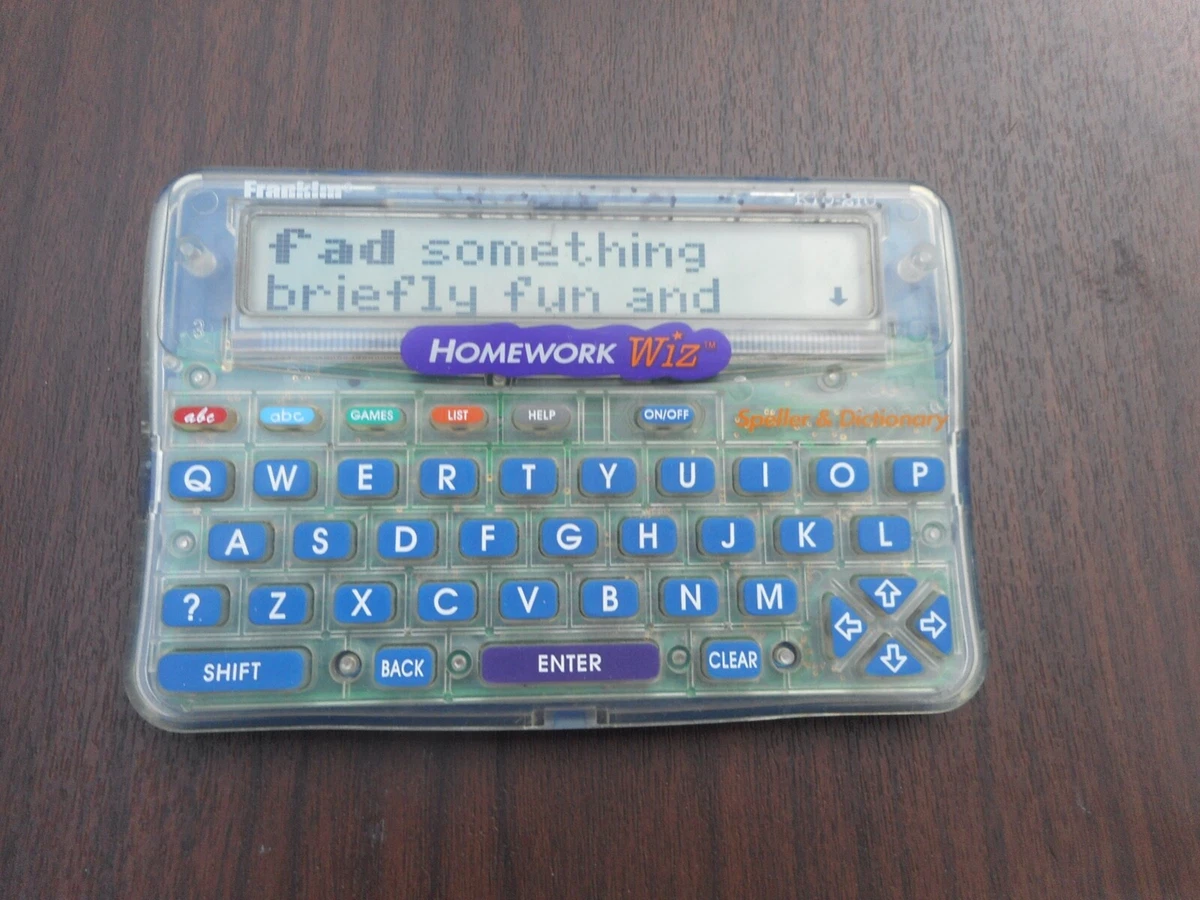 Franklin
fad something
briefly fun and ↓
HOMEWORK Wiz™
abc abc GAMES LIST HELP ON/OFF Speller & Dictionary
Q W E R T Y U I O P
A S D F G H J K L
? Z X C V B N M
SHIFT BACK ENTER CLEAR